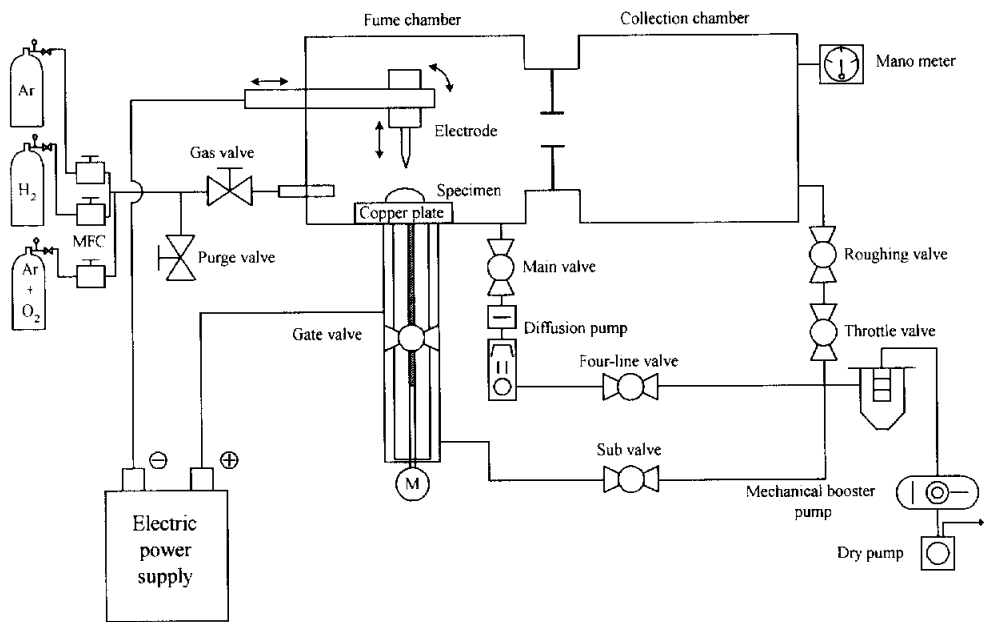 Fume chamber
Collection chamber
Ar
Mano meter
Electrode
Gas valve
H2
Specimen
Copper plate
MFC
Purge valve
Main valve
Roughing valve
Ar
+
O2
Diffusion pump
Gate valve
Four-line valve
Throttle valve
Sub valve
− +
M
Mechanical booster
pump
Electric
power
supply
Dry pump